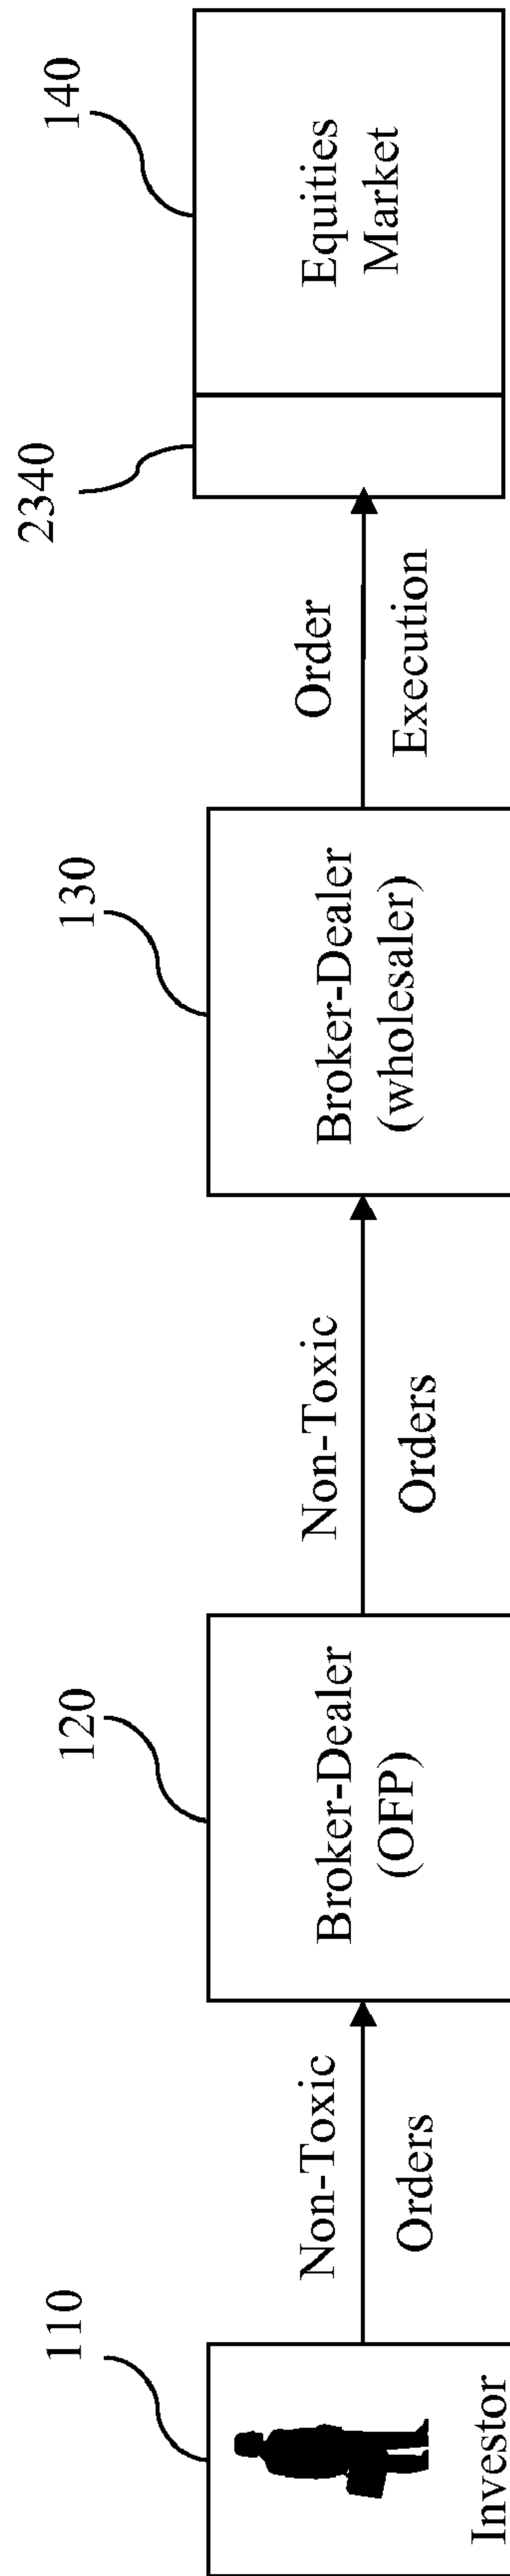 110
120
130
2340
140
Investor
Non-Toxic
Orders
Broker-Dealer
(OFP)
Non-Toxic
Orders
Broker-Dealer
(wholesaler)
Order
Execution
Equities
Market